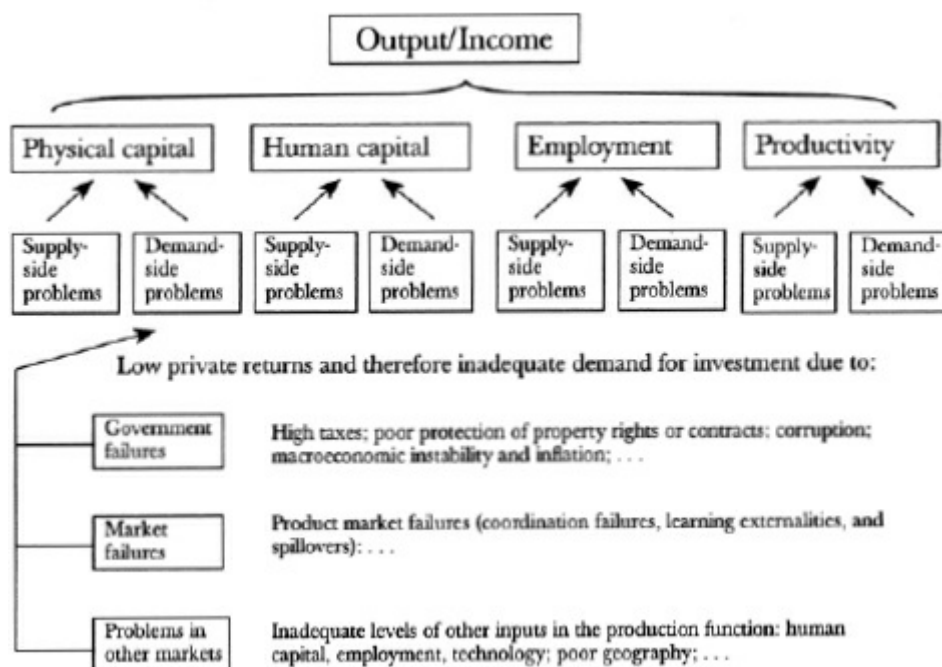 Output/Income
Physical capital
Human capital
Employment
Productivity
Supply-
side
problems
Demand-
side
problems
Supply-
side
problems
Demand-
side
problems
Supply-
side
problems
Demand-
side
problems
Supply-
side
problems
Demand-
side
problems
Low private returns and therefore inadequate demand for investment due to:
Government
failures
High taxes; poor protection of property rights or contracts; corruption;
macroeconomic instability and inflation; . . .
Market
failures
Product market failures (coordination failures, learning externalities, and
spillovers): . . .
Problems in
other markets
Inadequate levels of other inputs in the production function: human
capital, employment, technology; poor geography; . . .